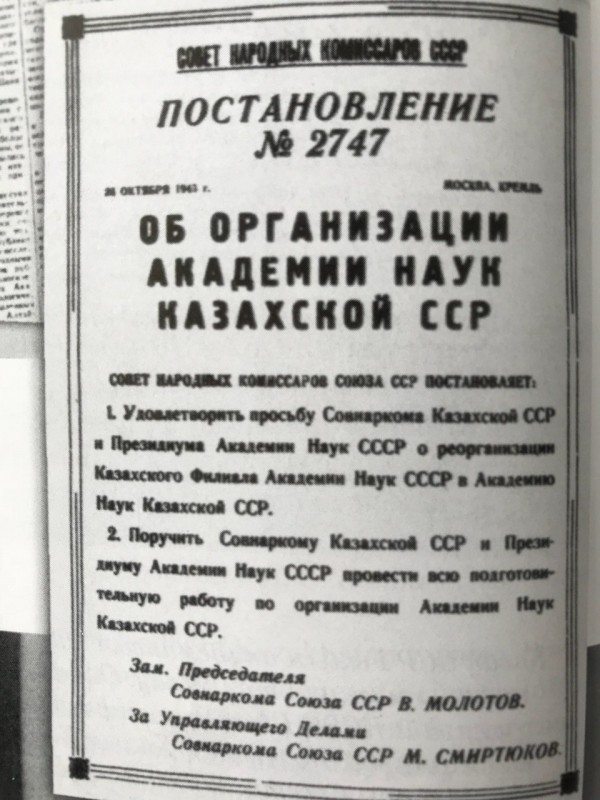 СОВЕТ НАРОДНЫХ КОМИССАРОВ СССР
ПОСТАНОВЛЕНИЕ
№ 2747
26 ОКТЯБРЯ 1945 г. МОСКВА, КРЕМЛЬ
ОБ ОРГАНИЗАЦИИ
АКАДЕМИИ НАУК
КАЗАХСКОЙ ССР
СОВЕТ НАРОДНЫХ КОМИССАРОВ СОЮЗА ССР ПОСТАНОВЛЯЕТ:
1. Удовлетворить просьбу Совнаркома Казахской ССР
и Президиума Академии Наук СССР о реорганизации
Казахского Филиала Академии Наук СССР в Академию
Наук Казахской ССР.
2. Поручить Совнаркому Казахской ССР и Прези-
диуму Академии Наук СССР провести всю подготови-
тельную работу по организации Академии Наук
Казахской ССР.
Зам. Председателя
Совнаркома Союза ССР В. МОЛОТОВ.
За Управляющего Делами
Совнаркома Союза ССР М. СМИРТЮКОВ.